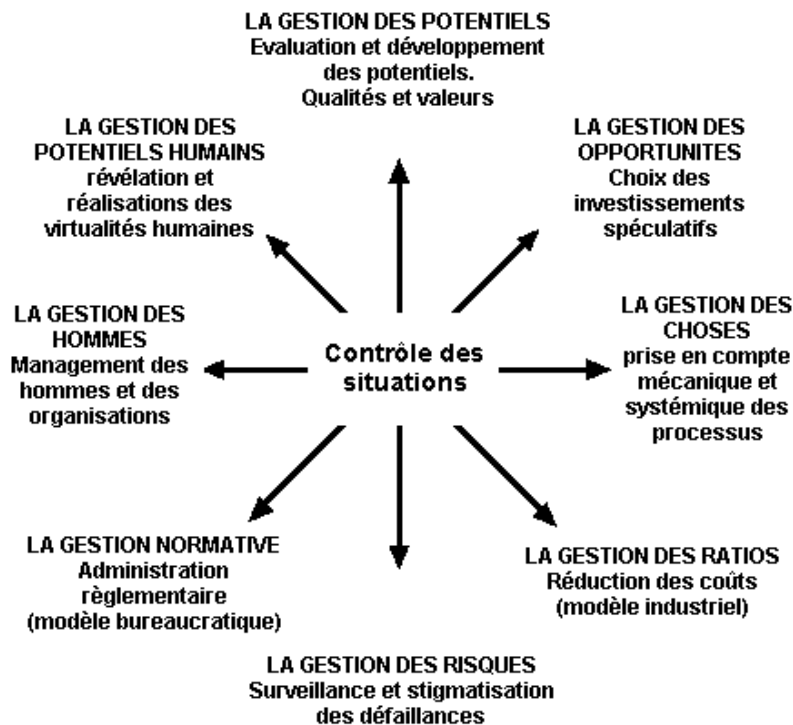 LA GESTION DES POTENTIELS
Evaluation et développement
des potentiels.
Qualités et valeurs
LA GESTION DES
POTENTIELS HUMAINS
révélation et
réalisations des
virtualités humaines
LA GESTION DES
OPPORTUNITES
Choix des
investissements
spéculatifs
LA GESTION DES
HOMMES
Management des
hommes et des
organisations
Contrôle des
situations
LA GESTION DES
CHOSES
prise en compte
mécanique et
systémique des
processus
LA GESTION NORMATIVE
Administration
règlementaire
(modèle bureaucratique)
LA GESTION DES RATIOS
Réduction des coûts
(modèle industriel)
LA GESTION DES RISQUES
Surveillance et stigmatisation
des défaillances